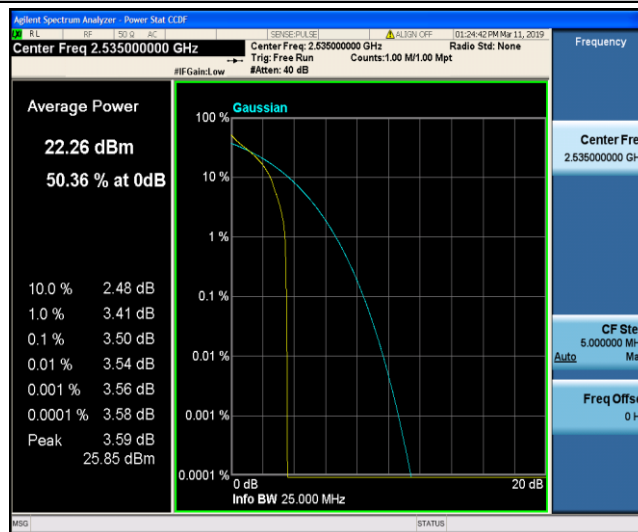 Agilent Spectrum Analyzer - Power Stat CCDF
RL RF 50 Ω AC SENSE:PULSE ALIGN OFF 01:24:42 PM Mar 11, 2019
Center Freq 2.535000000 GHz
Center Freq: 2.535000000 GHz Radio Std: None
Trig: Free Run Counts:1.00 M/1.00 Mpt
#IFGain:Low #Atten: 40 dB
Frequency
Average Power
22.26 dBm
50.36 % at 0dB
10.0 % 2.48 dB
1.0 % 3.41 dB
0.1 % 3.50 dB
0.01 % 3.54 dB
0.001 % 3.56 dB
0.0001 % 3.58 dB
Peak 3.59 dB
25.85 dBm
Gaussian
100 %
10 %
1 %
0.1 %
0.01 %
0.001 %
0.0001 %
0 dB 20 dB
Info BW 25.000 MHz
Center Fre
2.535000000 GH
CF Ste
5.000000 MH
Auto Ma
Freq Offse
0 H
MSG STATUS